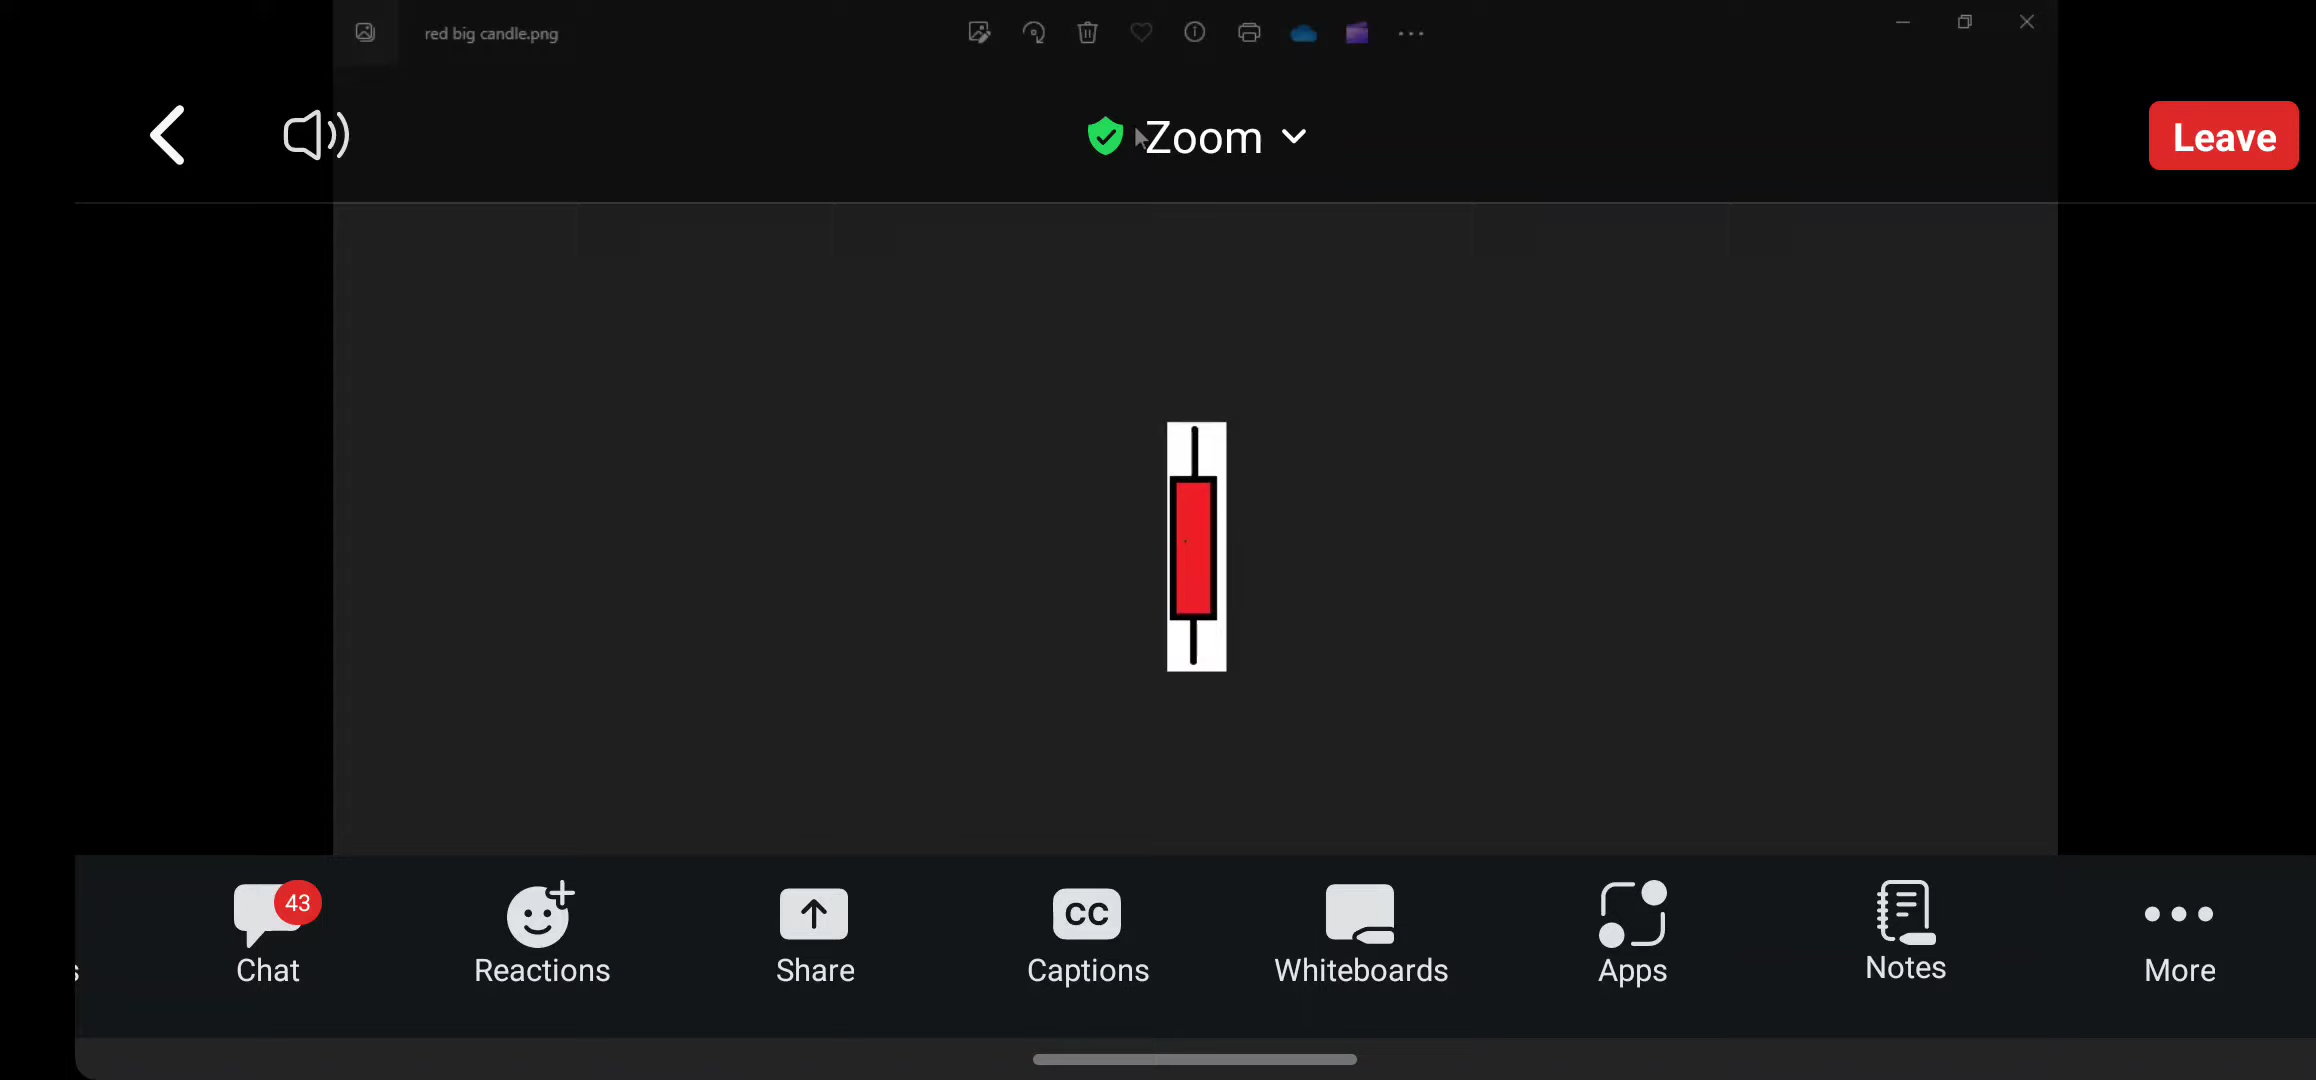 red big candle.png
Zoom
Leave
43
CC
s
Chat
Reactions
Share
Captions
Whiteboards
Apps
Notes
More